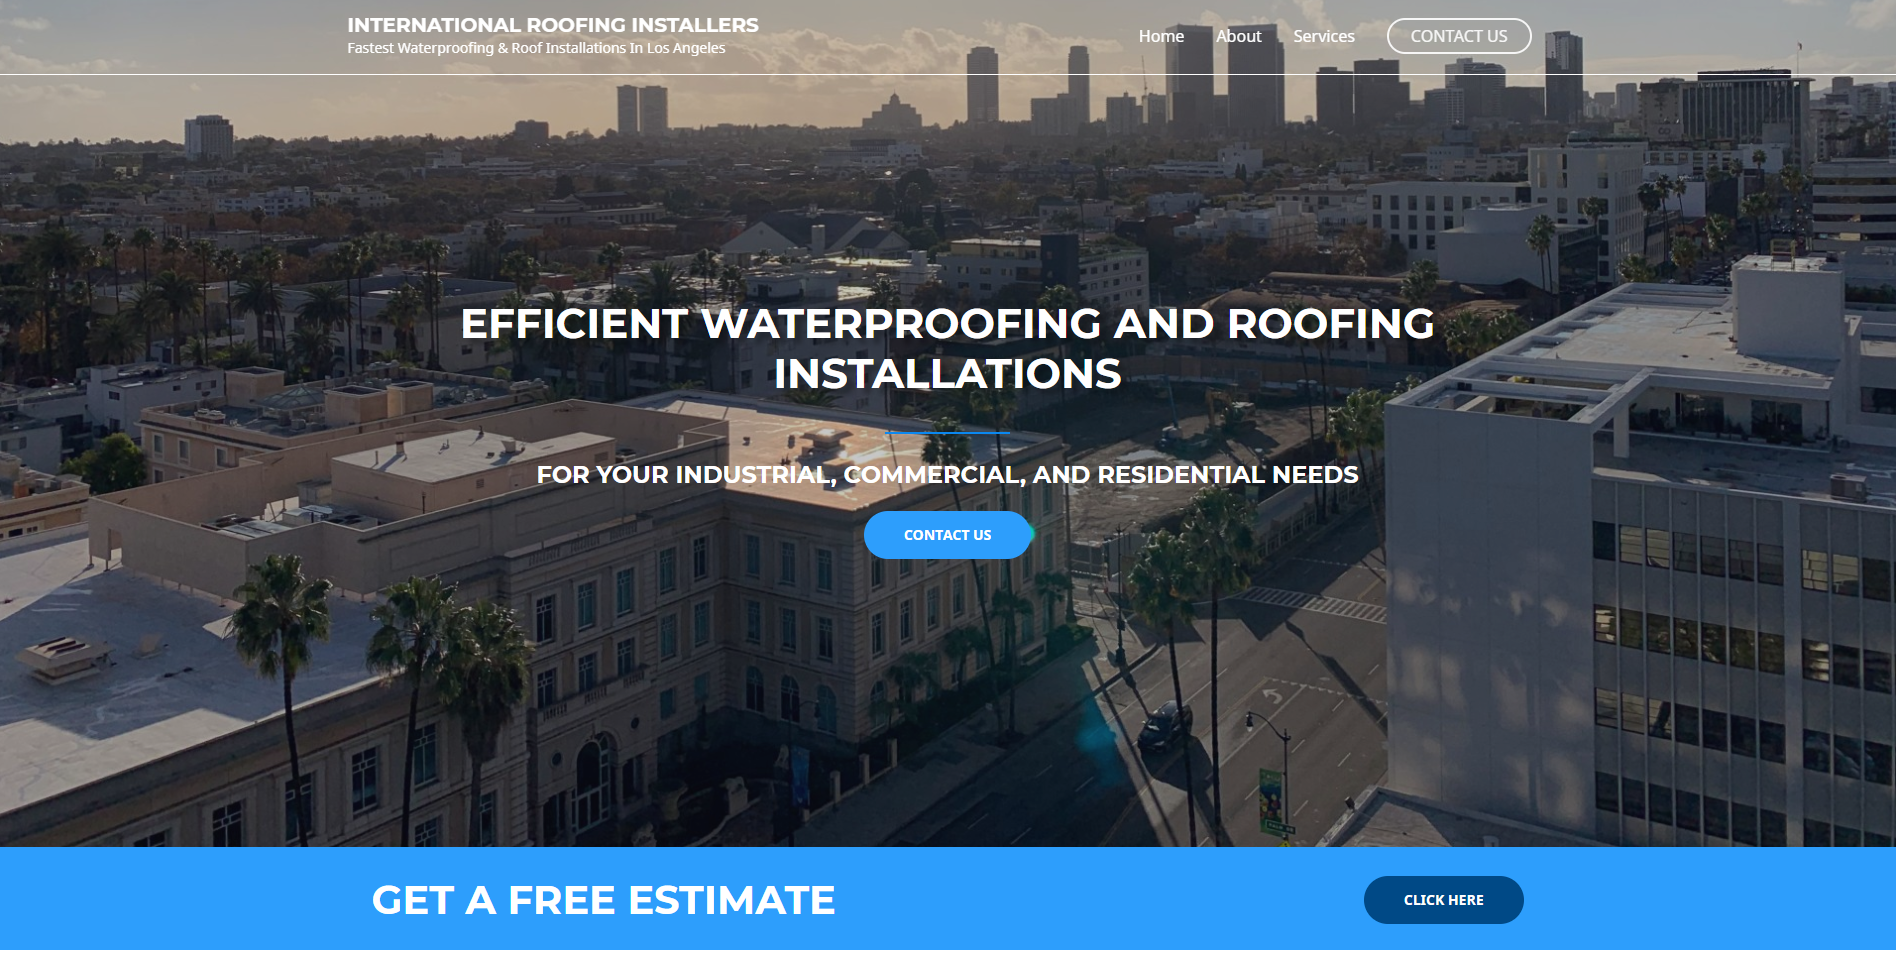 INTERNATIONAL ROOFING INSTALLERS
Fastest Waterproofing & Roof Installations In Los Angeles
Home
About
Services
CONTACT US
EFFICIENT WATERPROOFING AND ROOFING
INSTALLATIONS
FOR YOUR INDUSTRIAL, COMMERCIAL, AND RESIDENTIAL NEEDS
CONTACT US
GET A FREE ESTIMATE
CLICK HERE